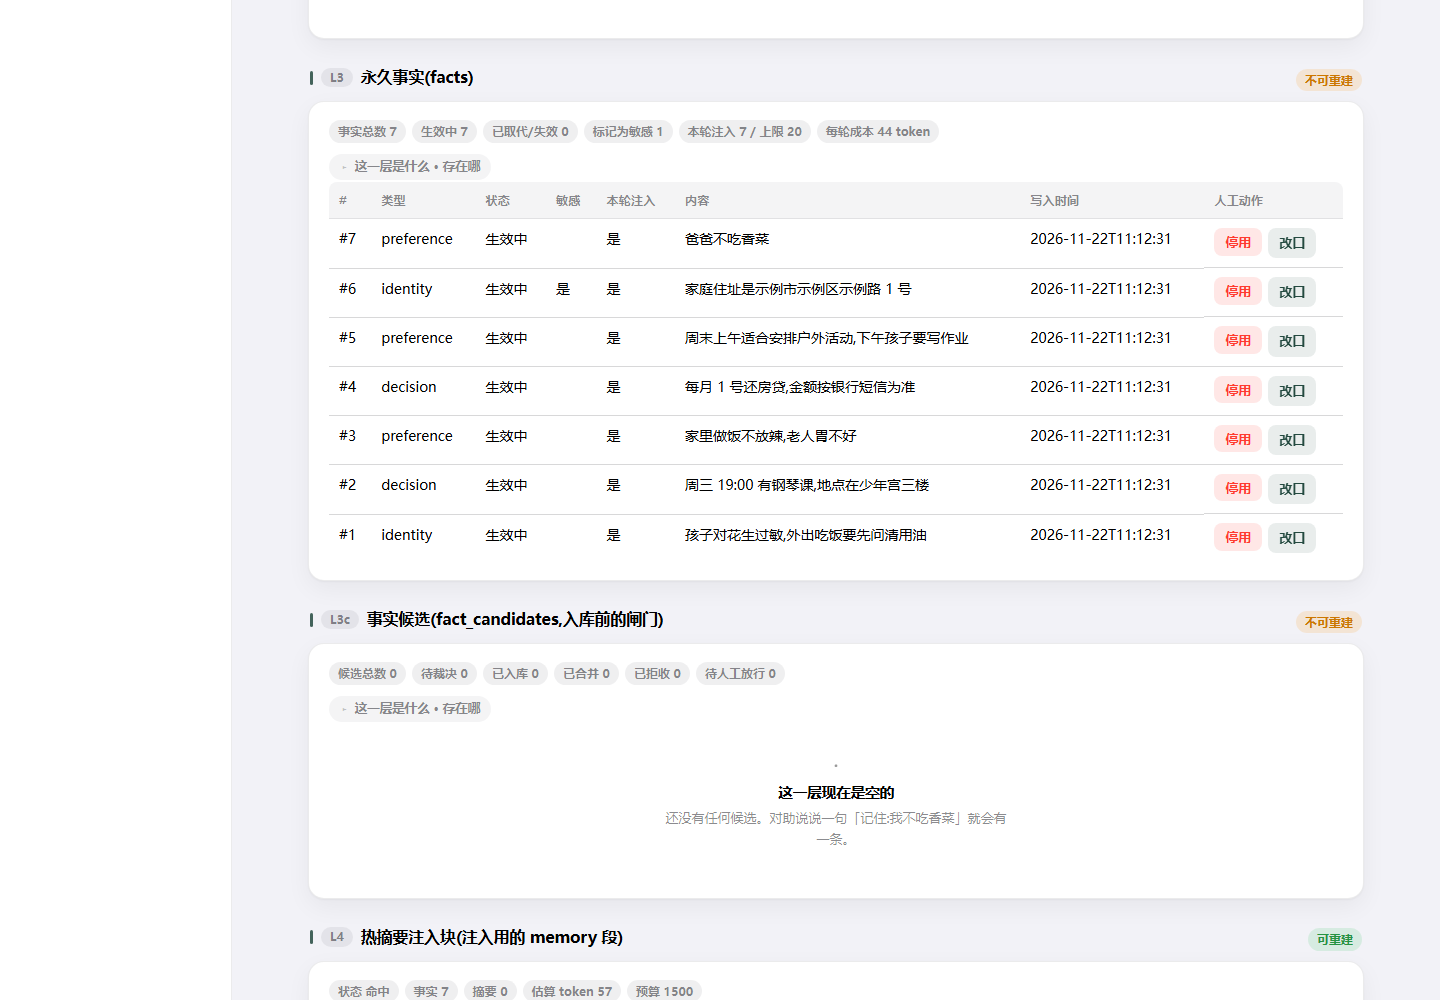 L3 永久事实(facts) 不可重建
事实总数 7 生效中 7 已取代/失效 0 标记为敏感 1 本轮注入 7 / 上限 20 每轮成本 44 token
这一层是什么 • 存在哪
# 类型 状态 敏感 本轮注入 内容 写入时间 人工动作
#7 preference 生效中 是 爸爸不吃香菜 2026-11-22T11:12:31 停用 改口
#6 identity 生效中 是 是 家庭住址是示例市示例区示例路 1 号 2026-11-22T11:12:31 停用 改口
#5 preference 生效中 是 周末上午适合安排户外活动,下午孩子要写作业 2026-11-22T11:12:31 停用 改口
#4 decision 生效中 是 每月 1 号还房贷,金额按银行短信为准 2026-11-22T11:12:31 停用 改口
#3 preference 生效中 是 家里做饭不放辣,老人胃不好 2026-11-22T11:12:31 停用 改口
#2 decision 生效中 是 周三 19:00 有钢琴课,地点在少年宫三楼 2026-11-22T11:12:31 停用 改口
#1 identity 生效中 是 孩子对花生过敏,外出吃饭要先问清用油 2026-11-22T11:12:31 停用 改口
L3c 事实候选(fact_candidates,入库前的闸门) 不可重建
候选总数 0 待裁决 0 已入库 0 已合并 0 已拒收 0 待人工放行 0
这一层是什么 • 存在哪
这一层现在是空的
还没有任何候选。对助说说一句「记住:我不吃香菜」就会有
一条。
L4 热摘要注入块(注入用的 memory 段) 可重建
状态 命中 事实 7 摘要 0 估算 token 57 预算 1500